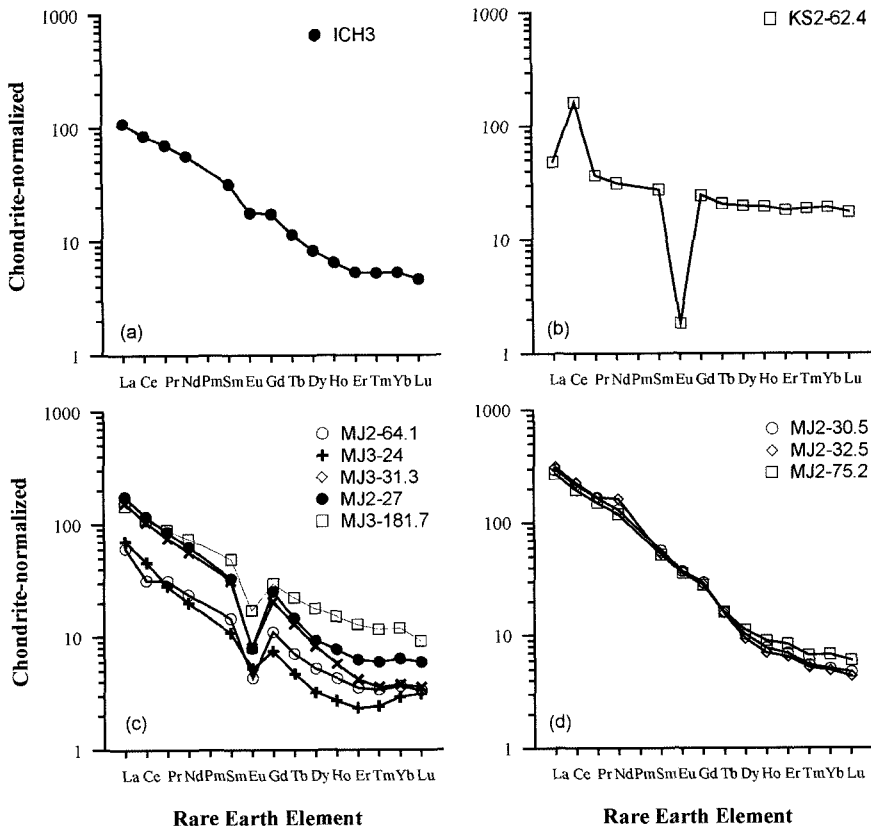 1000
100
10
1
Chondrite-normalized
ICH3
(a)
La Ce Pr Nd Pm Sm Eu Gd Tb Dy Ho Er Tm Yb Lu
1000
100
10
1
KS2-62.4
(b)
La Ce Pr Nd Pm Sm Eu Gd Tb Dy Ho Er Tm Yb Lu
1000
100
10
1
Chondrite-normalized
MJ2-64.1
MJ3-24
MJ3-31.3
MJ2-27
MJ3-181.7
(c)
La Ce Pr Nd Pm Sm Eu Gd Tb Dy Ho Er Tm Yb Lu
Rare Earth Element
1000
100
10
1
MJ2-30.5
MJ2-32.5
MJ2-75.2
(d)
La Ce Pr Nd Pm Sm Eu Gd Tb Dy Ho Er Tm Yb Lu
Rare Earth Element